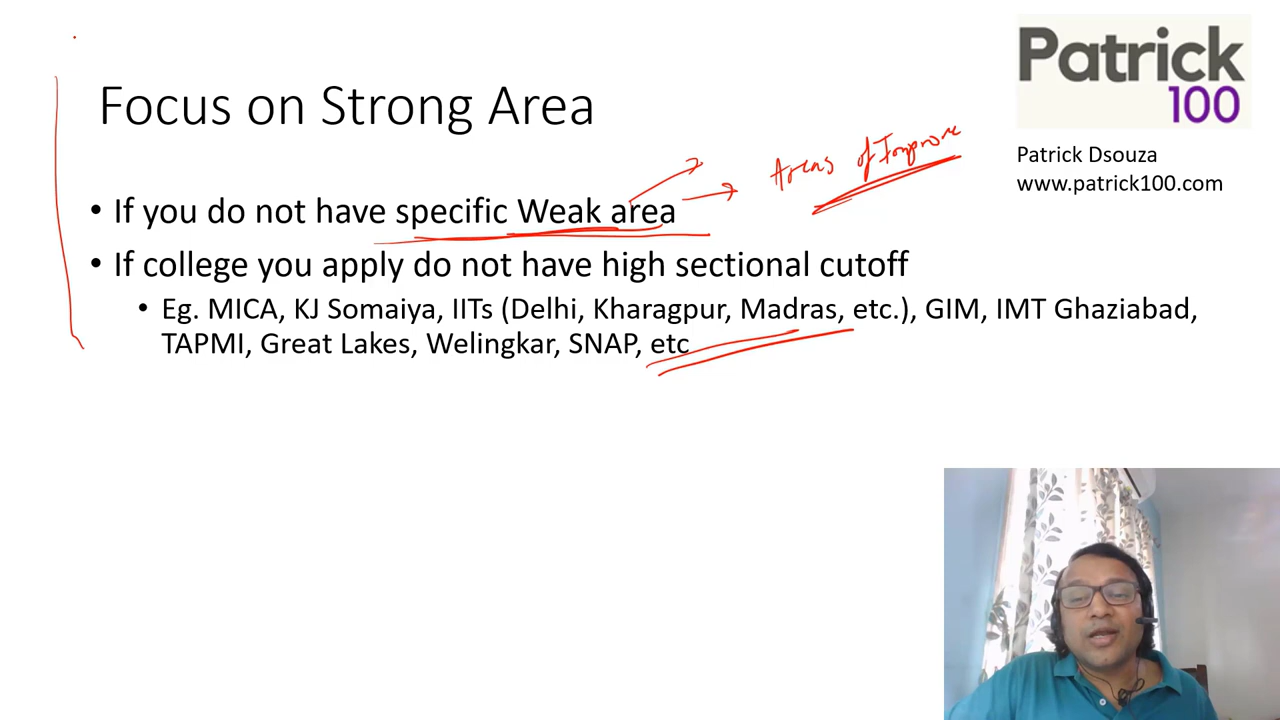 Patrick
100
Focus on Strong Area
Patrick Dsouza
www.patrick100.com
Areas of Improve
• If you do not have specific Weak area
• If college you apply do not have high sectional cutoff
• Eg. MICA, KJ Somaiya, IITs (Delhi, Kharagpur, Madras, etc.), GIM, IMT Ghaziabad,
TAPMI, Great Lakes, Welingkar, SNAP, etc